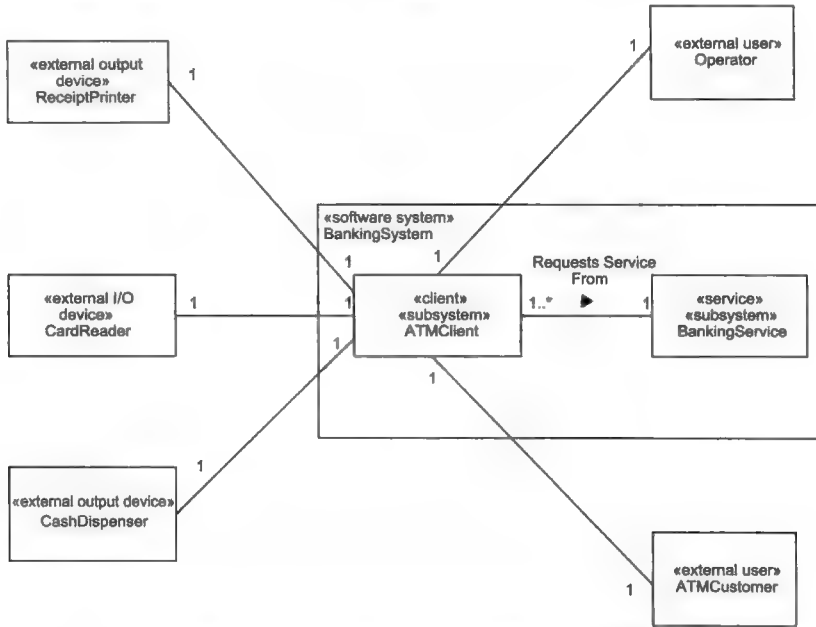 «external output
device»
ReceiptPrinter
1
1
«external user»
Operator
«software system»
BankingSystem
1
1
Requests Service
From
«external I/O
device»
CardReader
1
1
«client»
«subsystem»
ATMClient
1..*
1
«service»
«subsystem»
BankingService
1
1
1
«external output device»
CashDispenser
1
«external user»
ATMCustomer